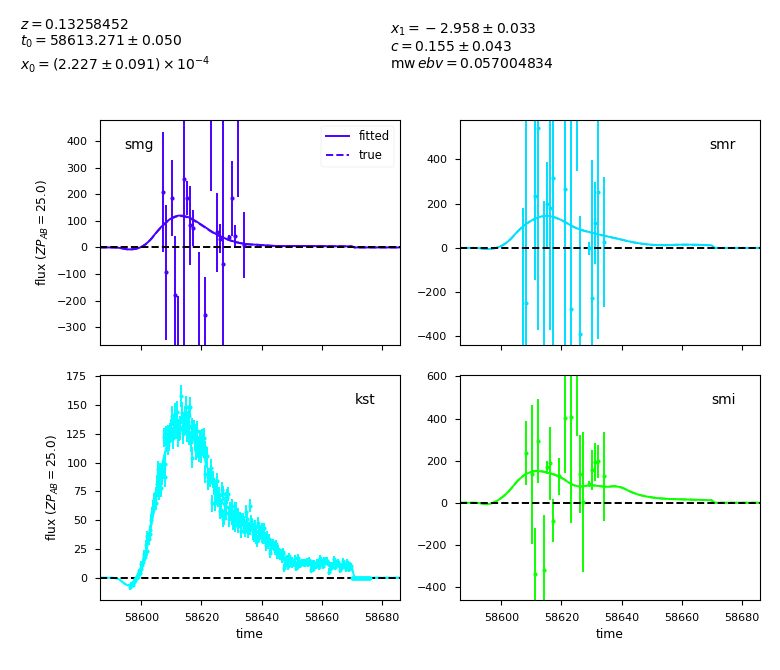 z = 0.13258452
t0 = 58613.271 ± 0.050
x0 = (2.227 ± 0.091) × 10^-4
x1 = −2.958 ± 0.033
c = 0.155 ± 0.043
mw ebv = 0.057004834
smg
fitted
true
400
300
200
100
0
−100
−200
−300
flux (ZP_AB = 25.0)
smr
400
200
0
−200
−400
kst
175
150
125
100
75
50
25
0
flux (ZP_AB = 25.0)
58600 58620 58640 58660 58680
time
smi
600
400
200
0
−200
−400
58600 58620 58640 58660 58680
time